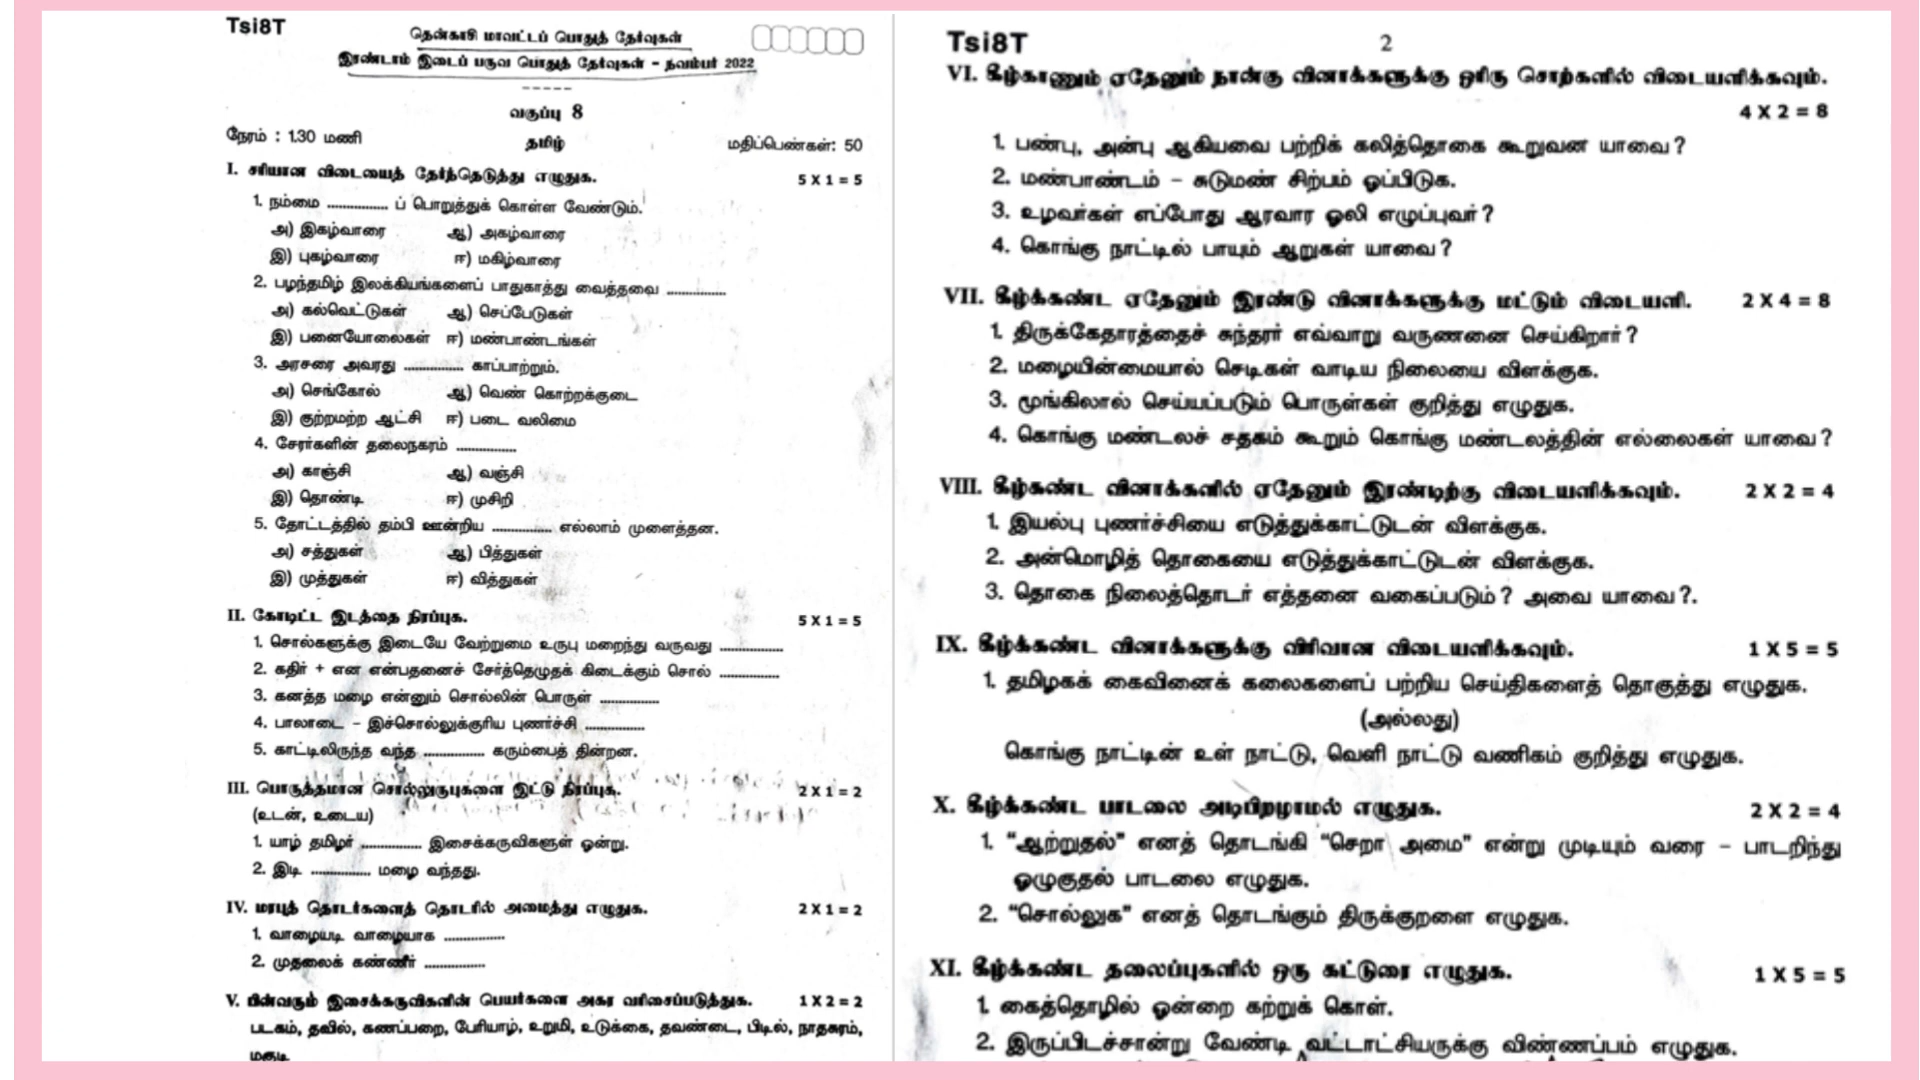 Tsi8T
தென்காசி மாவட்டப் பொதுத் தேர்வுகள்
இரண்டாம் இடைப் பருவ பொதுத் தேர்வுகள் - நவம்பர் 2022
-----
வகுப்பு 8
நேரம் : 1.30 மணி தமிழ் மதிப்பெண்கள்: 50
I. சரியான விடையைத் தேர்ந்தெடுத்து எழுதுக. 5 X 1 = 5
1. நம்மை ............... ப் பொறுத்துக் கொள்ள வேண்டும்.
அ) இகழ்வாரை ஆ) அகழ்வாரை
இ) புகழ்வாரை ஈ) மகிழ்வாரை
2. பழந்தமிழ் இலக்கியங்களைப் பாதுகாத்து வைத்தவை ...............
அ) கல்வெட்டுகள் ஆ) செப்பேடுகள்
இ) பனையோலைகள் ஈ) மண்பாண்டங்கள்
3. அரசரை அவரது ............... காப்பாற்றும்.
அ) செங்கோல் ஆ) வெண் கொற்றக்குடை
இ) குற்றமற்ற ஆட்சி ஈ) படை வலிமை
4. சேரர்களின் தலைநகரம் ...............
அ) காஞ்சி ஆ) வஞ்சி
இ) தொண்டி ஈ) முசிறி
5. தோட்டத்தில் தம்பி ஊன்றிய ............... எல்லாம் முளைத்தன.
அ) சத்துகள் ஆ) பித்துகள்
இ) முத்துகள் ஈ) வித்துகள்
II. கோடிட்ட இடத்தை நிரப்புக. 5 X 1 = 5
1. சொல்களுக்கு இடையே வேற்றுமை உருபு மறைந்து வருவது ...............
2. கதிர் + என என்பதனைச் சேர்த்தெழுதக் கிடைக்கும் சொல் ...............
3. கனத்த மழை என்னும் சொல்லின் பொருள் ...............
4. பாலாடை - இச்சொல்லுக்குரிய புணர்ச்சி ...............
5. காட்டிலிருந்த வந்த ............... கரும்பைத் தின்றன.
III. பொருத்தமான சொல்லுருபுகளை இட்டு நிரப்புக. 2 X 1 = 2
(உடன், உடைய)
1. யாழ் தமிழர் ............... இசைக்கருவிகளுள் ஒன்று.
2. இடி ............... மழை வந்தது.
IV. மரபுத் தொடர்களைத் தொடரில் அமைத்து எழுதுக. 2 X 1 = 2
1. வாழையடி வாழையாக ...............
2. முதலைக் கண்ணீர் ...............
V. பின்வரும் இசைக்கருவிகளின் பெயர்களை அகர வரிசைப்படுத்துக. 1 X 2 = 2
படகம், தவில், கணப்பறை, பேரியாழ், உறுமி, உடுக்கை, தவண்டை, பிடில், நாதசுரம்,
மகுடி
Tsi8T 2
VI. கீழ்காணும் ஏதேனும் நான்கு வினாக்களுக்கு ஓரிரு சொற்களில் விடையளிக்கவும்.
4 X 2 = 8
1. பண்பு, அன்பு ஆகியவை பற்றிக் கலித்தொகை கூறுவன யாவை?
2. மண்பாண்டம் - சுடுமண் சிற்பம் ஒப்பிடுக.
3. உழவர்கள் எப்போது ஆரவார ஒலி எழுப்புவர்?
4. கொங்கு நாட்டில் பாயும் ஆறுகள் யாவை?
VII. கீழ்க்கண்ட ஏதேனும் இரண்டு வினாக்களுக்கு மட்டும் விடையளி. 2 X 4 = 8
1. திருக்கேதாரத்தைச் சுந்தரர் எவ்வாறு வருணனை செய்கிறார்?
2. மழையின்மையால் செடிகள் வாடிய நிலையை விளக்குக.
3. மூங்கிலால் செய்யப்படும் பொருள்கள் குறித்து எழுதுக.
4. கொங்கு மண்டலச் சதகம் கூறும் கொங்கு மண்டலத்தின் எல்லைகள் யாவை?
VIII. கீழ்கண்ட வினாக்களில் ஏதேனும் இரண்டிற்கு விடையளிக்கவும். 2 X 2 = 4
1. இயல்பு புணர்ச்சியை எடுத்துக்காட்டுடன் விளக்குக.
2. அன்மொழித் தொகையை எடுத்துக்காட்டுடன் விளக்குக.
3. தொகை நிலைத்தொடர் எத்தனை வகைப்படும்? அவை யாவை?.
IX. கீழ்க்கண்ட வினாக்களுக்கு விரிவான விடையளிக்கவும். 1 X 5 = 5
1. தமிழகக் கைவினைக் கலைகளைப் பற்றிய செய்திகளைத் தொகுத்து எழுதுக.
(அல்லது)
கொங்கு நாட்டின் உள் நாட்டு, வெளி நாட்டு வணிகம் குறித்து எழுதுக.
X. கீழ்க்கண்ட பாடலை அடிபிறழாமல் எழுதுக. 2 X 2 = 4
1. "ஆற்றுதல்" எனத் தொடங்கி "செறா அமை" என்று முடியும் வரை - பாடறிந்து
ஒழுகுதல் பாடலை எழுதுக.
2. "சொல்லுக" எனத் தொடங்கும் திருக்குறளை எழுதுக.
XI. கீழ்க்கண்ட தலைப்புகளில் ஒரு கட்டுரை எழுதுக. 1 X 5 = 5
1. கைத்தொழில் ஒன்றை கற்றுக் கொள்.
2. இருப்பிடச்சான்று வேண்டி வட்டாட்சியருக்கு விண்ணப்பம் எழுதுக.